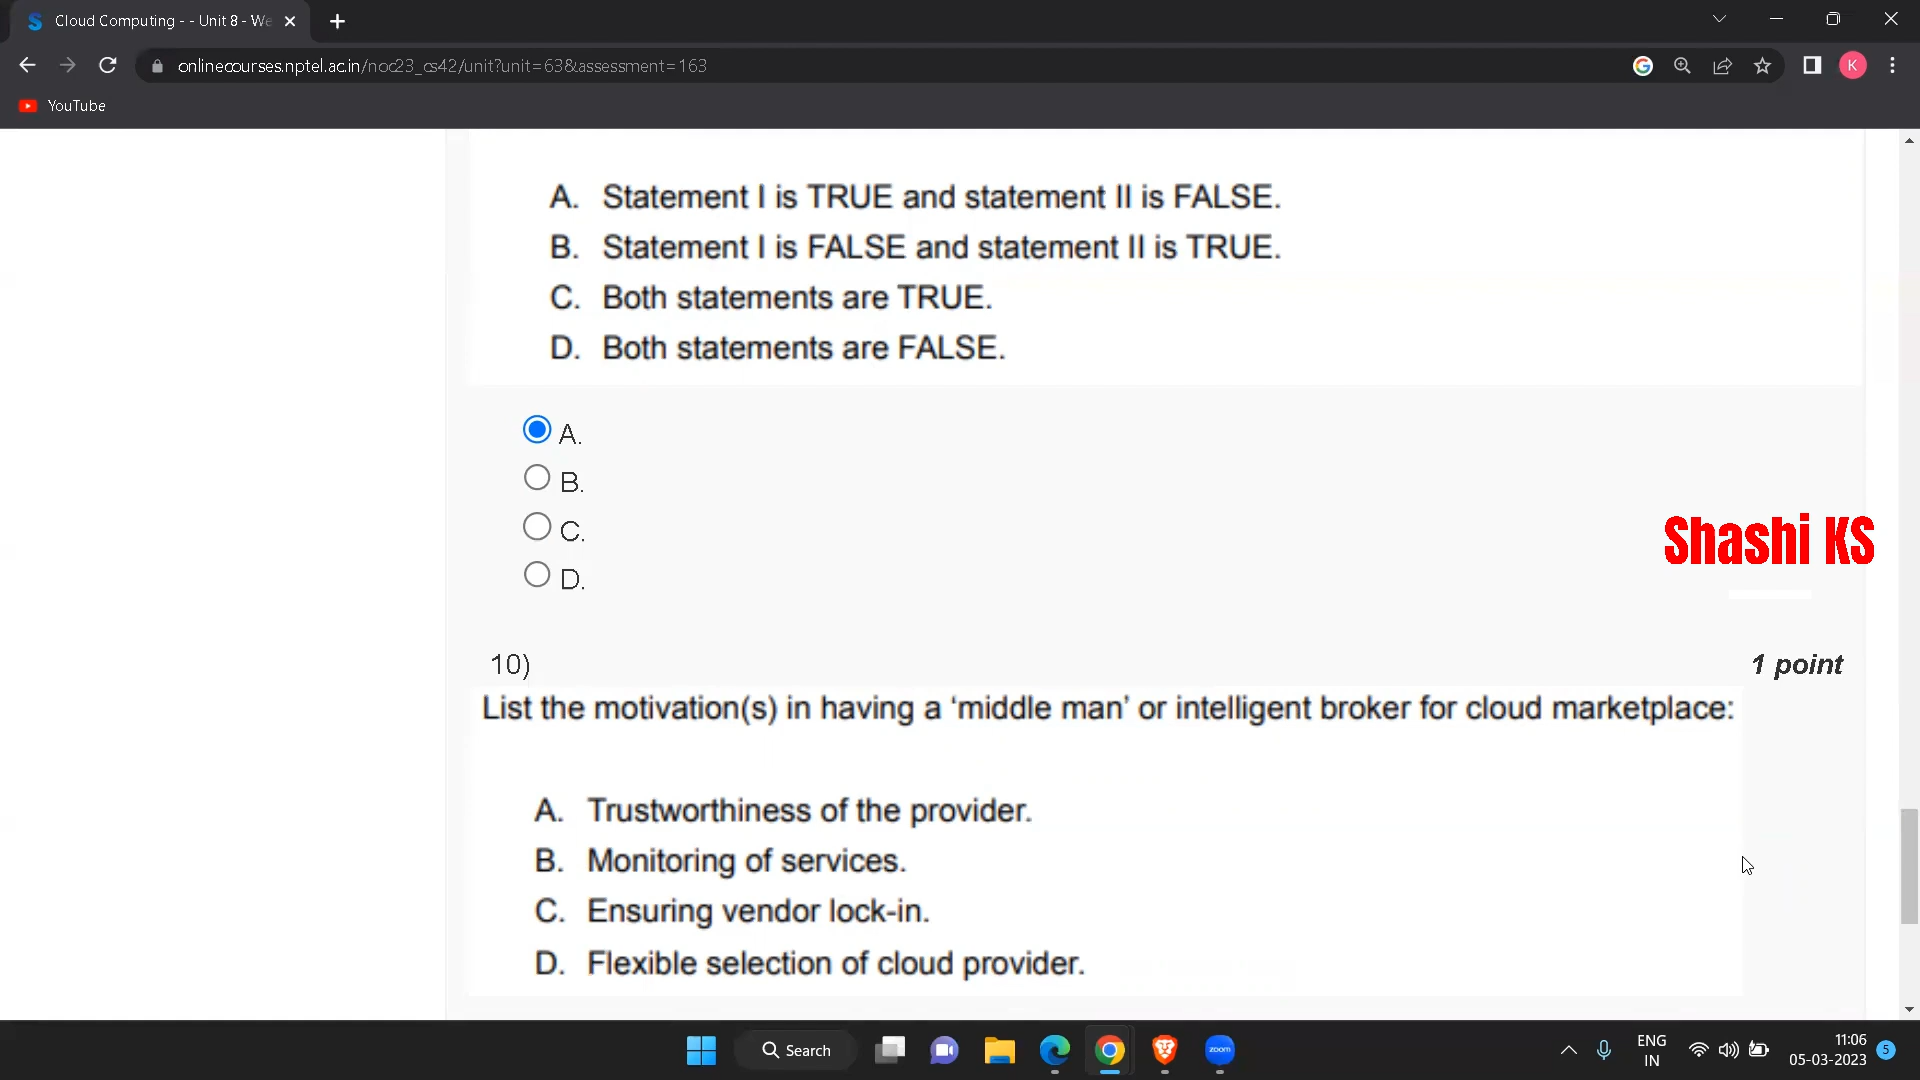 Cloud Computing - - Unit 8 - We
onlinecourses.nptel.ac.in/noc23_cs42/unit?unit=63&assessment=163
K
YouTube
A. Statement I is TRUE and statement II is FALSE.
B. Statement I is FALSE and statement II is TRUE.
C. Both statements are TRUE.
D. Both statements are FALSE.
A.
B.
C.
D.
Shashi KS
10)
1 point
List the motivation(s) in having a ‘middle man’ or intelligent broker for cloud marketplace:
A. Trustworthiness of the provider.
B. Monitoring of services.
C. Ensuring vendor lock-in.
D. Flexible selection of cloud provider.
Search
zoom
ENG
IN
11:06
05-03-2023
5